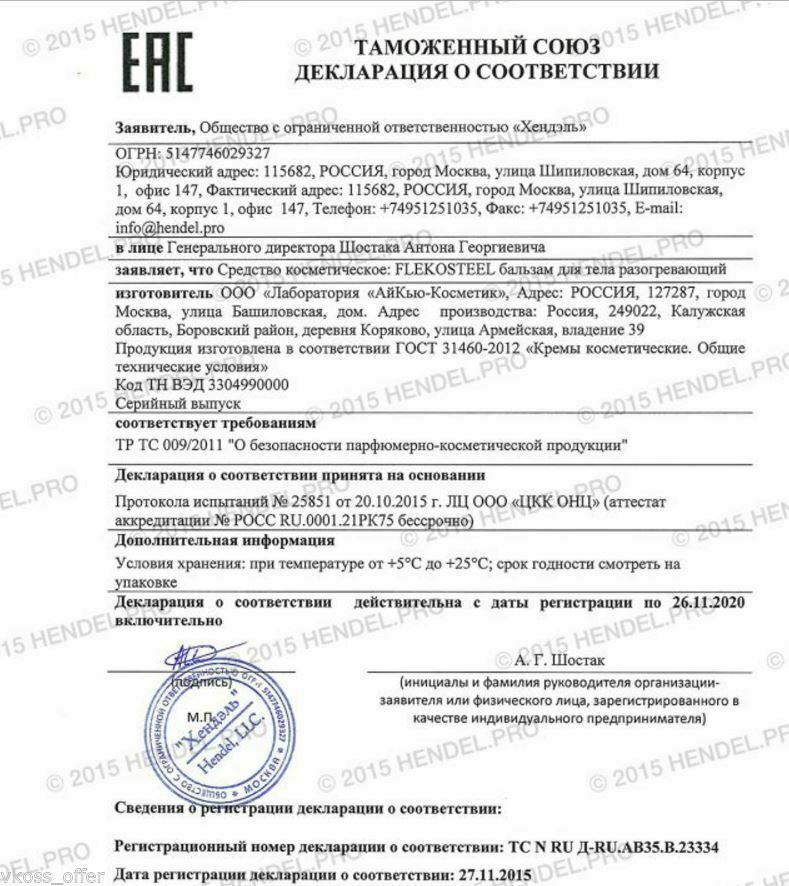 © 2015 HENDEL.PRO
EAC
ТАМОЖЕННЫЙ СОЮЗ
ДЕКЛАРАЦИЯ О СООТВЕТСТВИИ
Заявитель, Общество с ограниченной ответственностью «Хендэль»
ОГРН: 5147746029327
Юридический адрес: 115682, РОССИЯ, город Москва, улица Шипиловская, дом 64, корпус
1, офис 147, Фактический адрес: 115682, РОССИЯ, город Москва, улица Шипиловская,
дом 64, корпус 1, офис 147, Телефон: +74951251035, Факс: +74951251035, E-mail:
info@hendel.pro
в лице Генерального директора Шостака Антона Георгиевича
заявляет, что Средство косметическое: FLEKOSTEEL бальзам для тела разогревающий
изготовитель ООО «Лаборатория «АйКью-Косметик», Адрес: РОССИЯ, 127287, город
Москва, улица Башиловская, дом. Адрес производства: Россия, 249022, Калужская
область, Боровский район, деревня Коряково, улица Армейская, владение 39
Продукция изготовлена в соответствии ГОСТ 31460-2012 «Кремы косметические. Общие
технические условия»
Код ТН ВЭД 3304990000
Серийный выпуск
соответствует требованиям
ТР ТС 009/2011 "О безопасности парфюмерно-косметической продукции"
Декларация о соответствии принята на основании
Протокола испытаний № 25851 от 20.10.2015 г. ЛЦ ООО «ЦКК ОНЦ» (аттестат
аккредитации № РОСС RU.0001.21РК75 бессрочно)
Дополнительная информация
Условия хранения: при температуре от +5°С до +25°С; срок годности смотреть на
упаковке
Декларация о соответствии действительна с даты регистрации по 26.11.2020
включительно
А. Г. Шостак
(подпись)
(инициалы и фамилия руководителя организации-
заявителя или физического лица, зарегистрированного в
качестве индивидуального предпринимателя)
М.П.
ОБЩЕСТВО С ОГРАНИЧЕННОЙ ОТВЕТСТВЕННОСТЬЮ ОГРН 5147746029327 * МОСКВА *
"Хендэль"
Hendel, LLC.
Сведения о регистрации декларации о соответствии:
Регистрационный номер декларации о соответствии: ТС N RU Д-RU.АВ35.В.23334
Дата регистрации декларации о соответствии: 27.11.2015
vkoss_offer